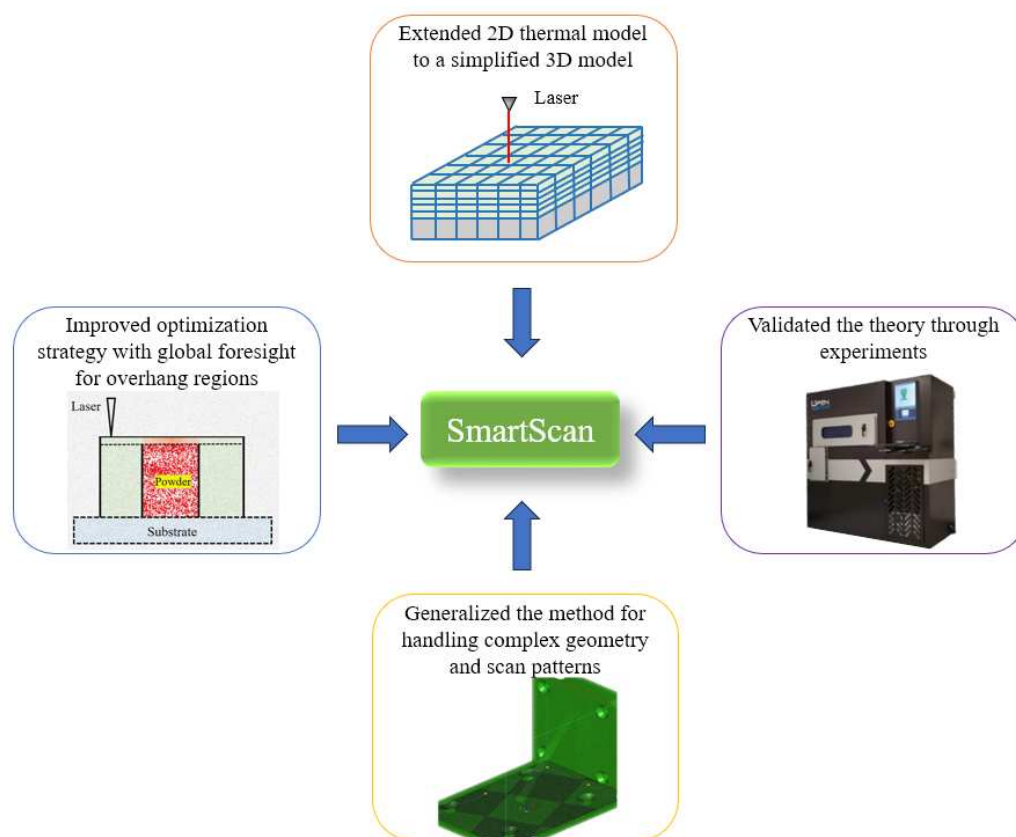 Extended 2D thermal model
to a simplified 3D model
Laser
Improved optimization
strategy with global foresight
for overhang regions
Laser
Powder
Substrate
SmartScan
Validated the theory through
experiments
OPEN
Generalized the method for
handling complex geometry
and scan patterns